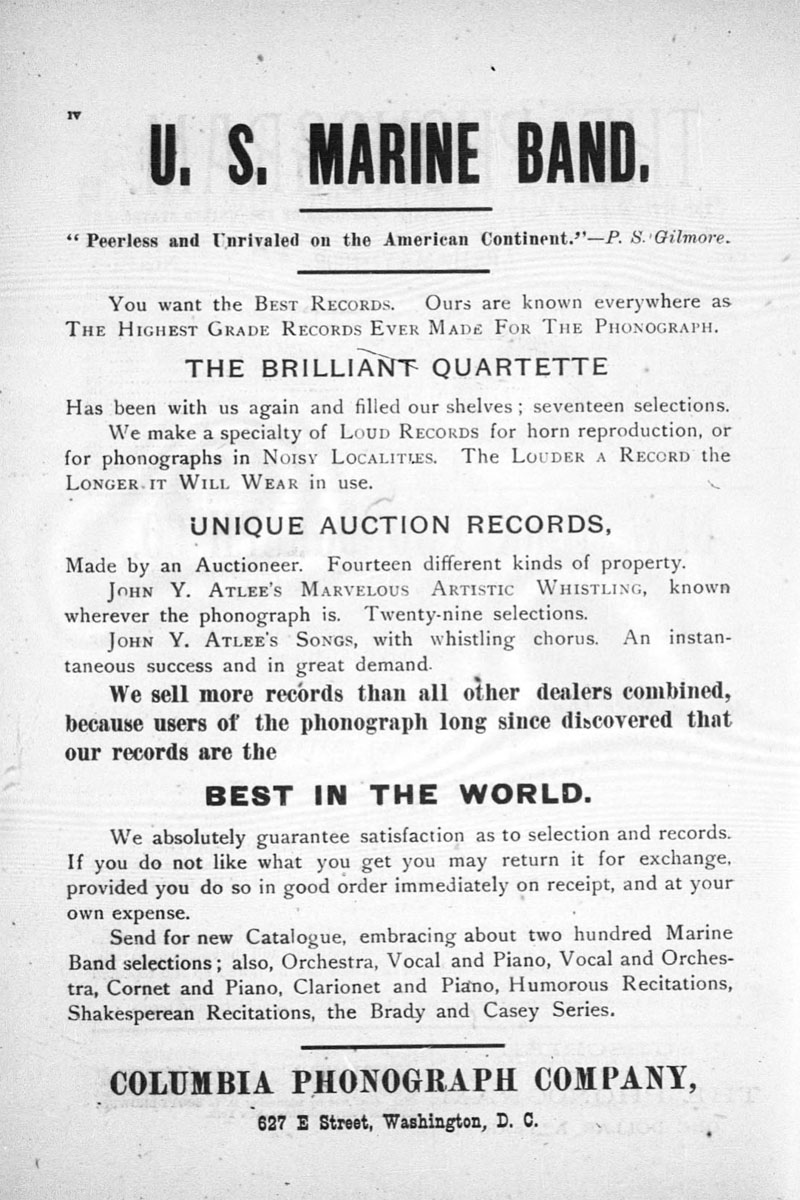 IV
U. S. MARINE BAND.
“ Peerless and Unrivaled on the American Continent.”—P. S. Gilmore.
You want the BEST RECORDS. Ours are known everywhere as
THE HIGHEST GRADE RECORDS EVER MADE FOR THE PHONOGRAPH.
THE BRILLIANT QUARTETTE
Has been with us again and filled our shelves; seventeen selections.
We make a specialty of LOUD RECORDS for horn reproduction, or
for phonographs in NOISY LOCALITIES. The LOUDER A RECORD the
LONGER IT WILL WEAR in use.
UNIQUE AUCTION RECORDS,
Made by an Auctioneer. Fourteen different kinds of property.
JOHN Y. ATLEE'S MARVELOUS ARTISTIC WHISTLING, known
wherever the phonograph is. Twenty-nine selections.
JOHN Y. ATLEE'S SONGS, with whistling chorus. An instan-
taneous success and in great demand.
We sell more records than all other dealers combined,
because users of the phonograph long since discovered that
our records are the
BEST IN THE WORLD.
We absolutely guarantee satisfaction as to selection and records.
If you do not like what you get you may return it for exchange,
provided you do so in good order immediately on receipt, and at your
own expense.
Send for new Catalogue, embracing about two hundred Marine
Band selections; also, Orchestra, Vocal and Piano, Vocal and Orches-
tra, Cornet and Piano, Clarionet and Piano, Humorous Recitations,
Shakesperean Recitations, the Brady and Casey Series.
COLUMBIA PHONOGRAPH COMPANY,
627 E Street, Washington, D. C.